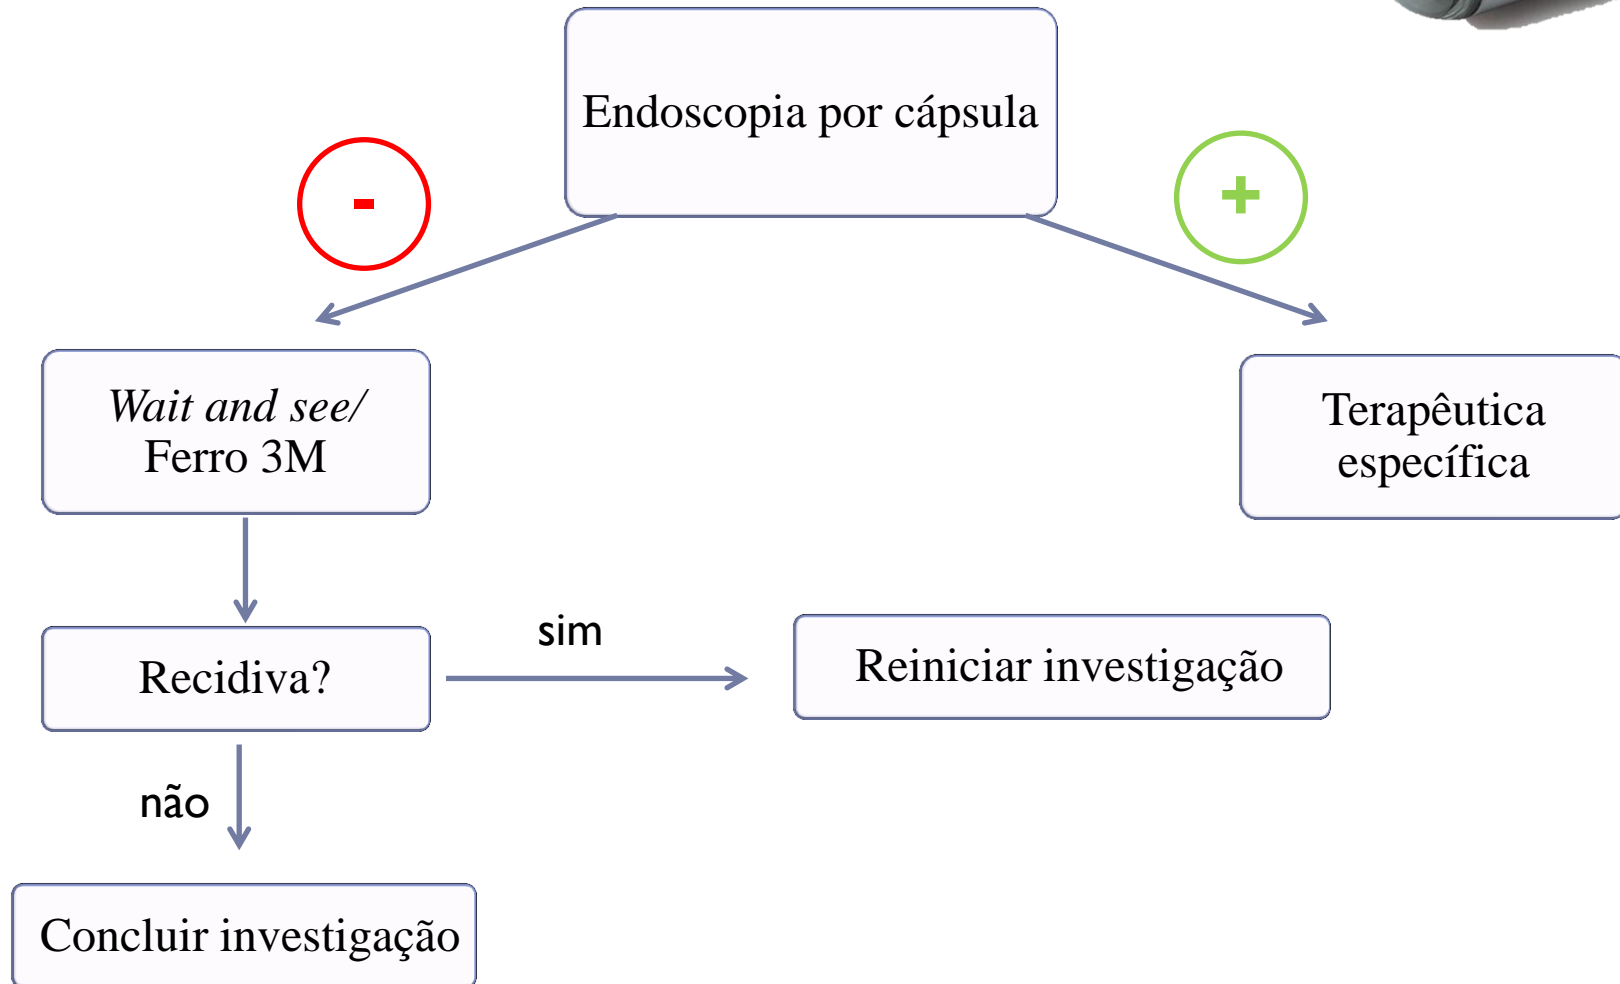 Endoscopia por cápsula
-
+
Wait and see/
Ferro 3M
Terapêutica
específica
Recidiva?
sim
Reiniciar investigação
não
Concluir investigação